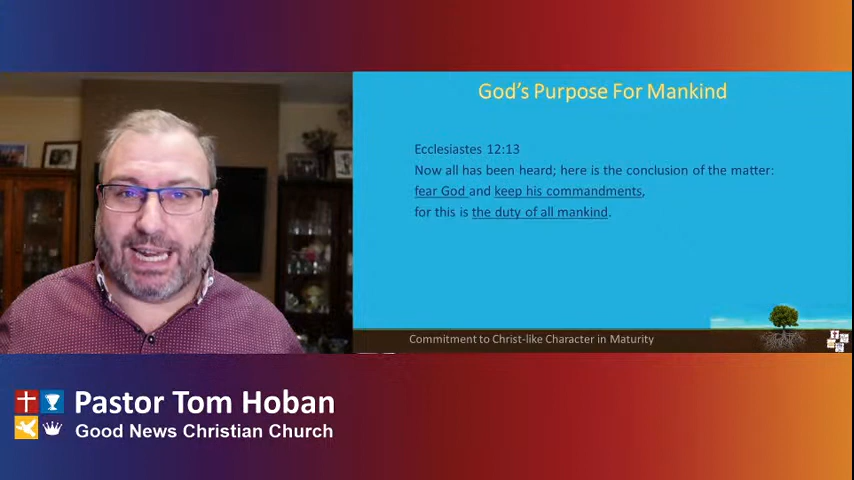 God's Purpose For Mankind
Ecclesiastes 12:13
Now all has been heard; here is the conclusion of the matter:
fear God and keep his commandments,
for this is the duty of all mankind.
Commitment to Christ-like Character in Maturity
Pastor Tom Hoban
Good News Christian Church